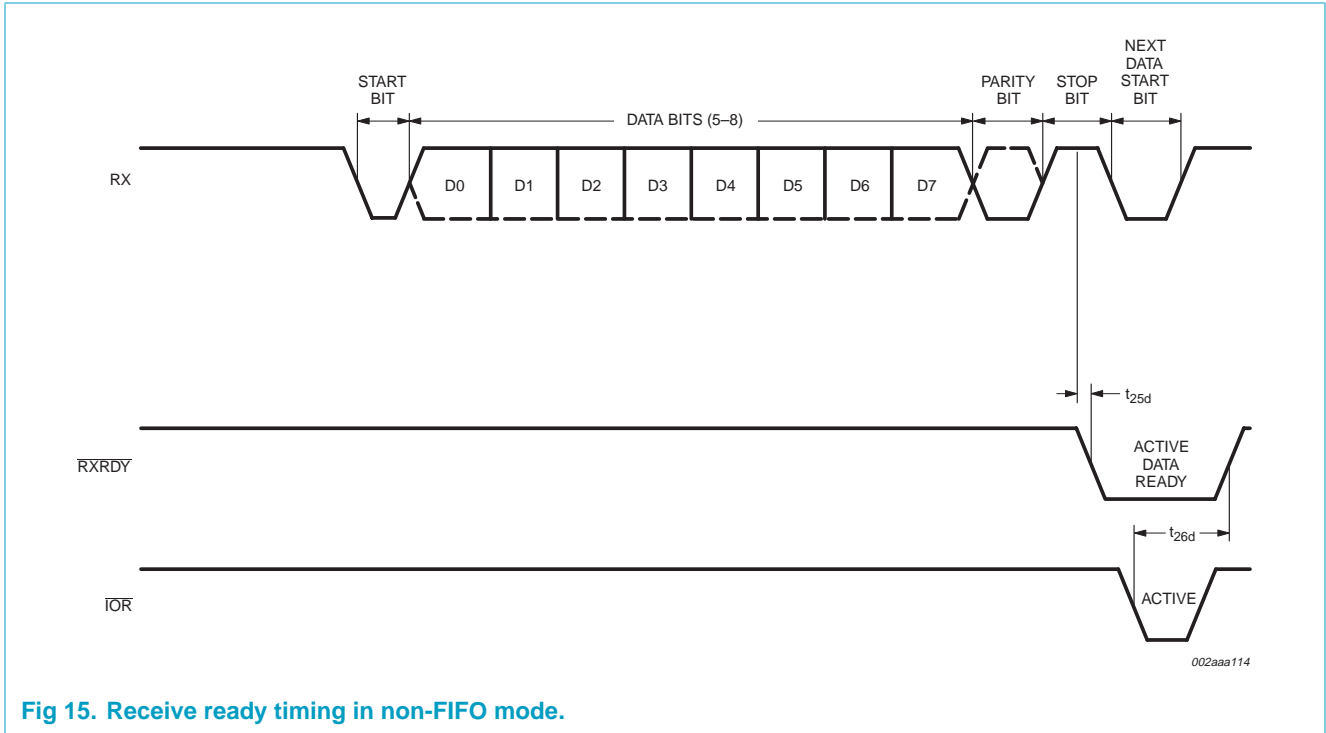 START
BIT
DATA BITS (5–8)
PARITY
BIT
STOP
BIT
NEXT
DATA
START
BIT
RX
D0
D1
D2
D3
D4
D5
D6
D7
t25d
RXRDY
ACTIVE
DATA
READY
t26d
IOR
ACTIVE
002aaa114
Fig 15. Receive ready timing in non-FIFO mode.